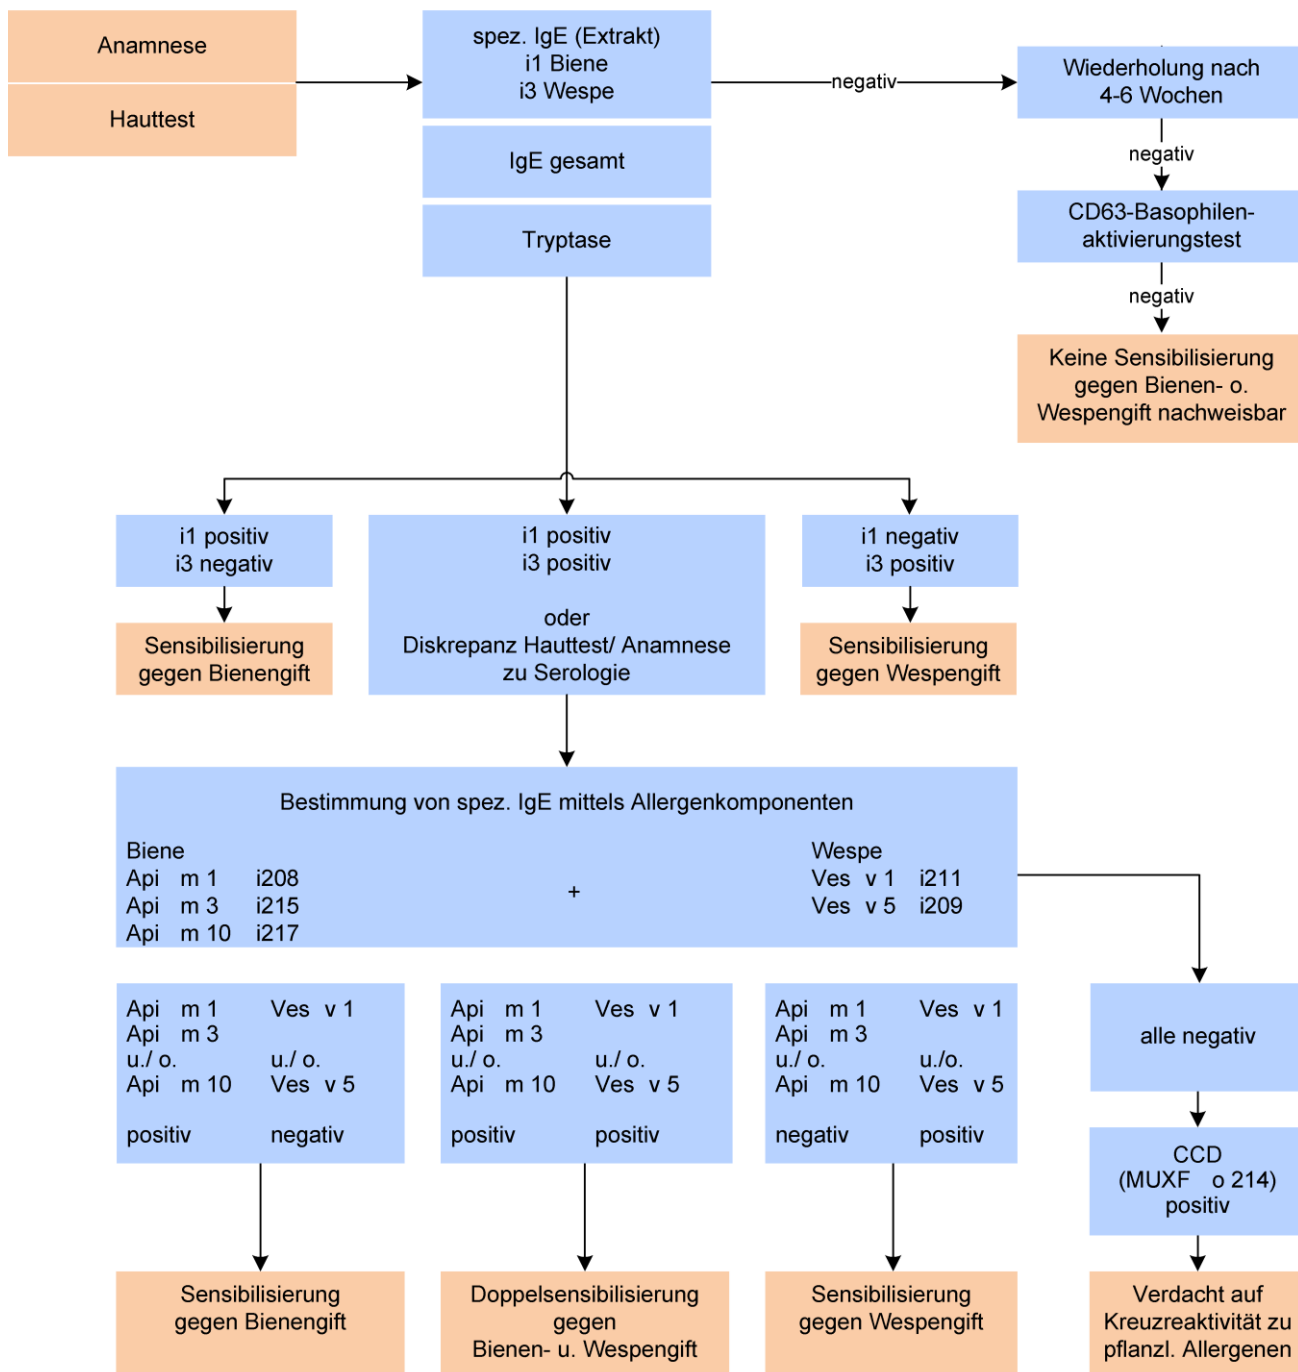 Anamnese
Hauttest
spez. IgE (Extrakt)
i1 Biene
i3 Wespe
IgE gesamt
Tryptase
negativ
Wiederholung nach
4-6 Wochen
negativ
CD63-Basophilen-
aktivierungstest
negativ
Keine Sensibilisierung
gegen Bienen- o.
Wespengift nachweisbar
i1 positiv
i3 negativ
Sensibilisierung
gegen Bienengift
i1 positiv
i3 positiv
oder
Diskrepanz Hauttest/ Anamnese
zu Serologie
i1 negativ
i3 positiv
Sensibilisierung
gegen Wespengift
Bestimmung von spez. IgE mittels Allergenkomponenten
Biene
Api m 1 i208
Api m 3 i215
Api m 10 i217
+
Wespe
Ves v 1 i211
Ves v 5 i209
Api m 1 Ves v 1
Api m 3
u./ o. u./ o.
Api m 10 Ves v 5
positiv negativ
Sensibilisierung
gegen Bienengift
Api m 1 Ves v 1
Api m 3
u./ o. u./ o.
Api m 10 Ves v 5
positiv positiv
Doppelsensibilisierung
gegen
Bienen- u. Wespengift
Api m 1 Ves v 1
Api m 3
u./ o. u./o.
Api m 10 Ves v 5
negativ positiv
Sensibilisierung
gegen Wespengift
alle negativ
CCD
(MUXF o 214)
positiv
Verdacht auf
Kreuzreaktivität zu
pflanzl. Allergenen